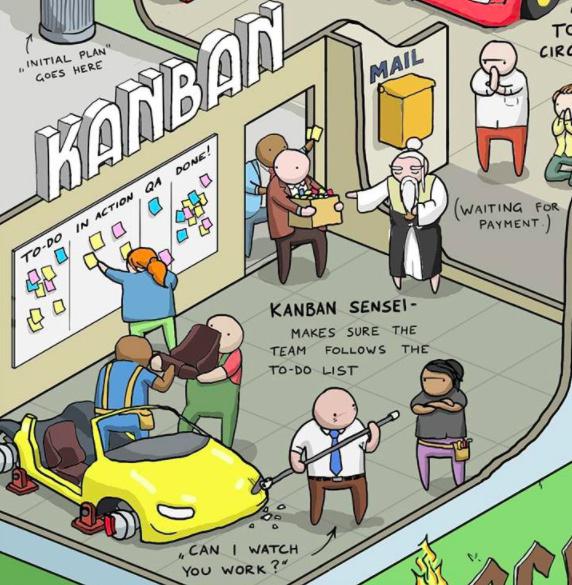 „INITIAL PLAN"
GOES HERE
KANBAN
MAIL
TO-DO IN ACTION QA DONE!
(WAITING FOR
PAYMENT.)
KANBAN SENSEI-
MAKES SURE THE
TEAM FOLLOWS THE
TO-DO LIST
„CAN I WATCH
YOU WORK?"